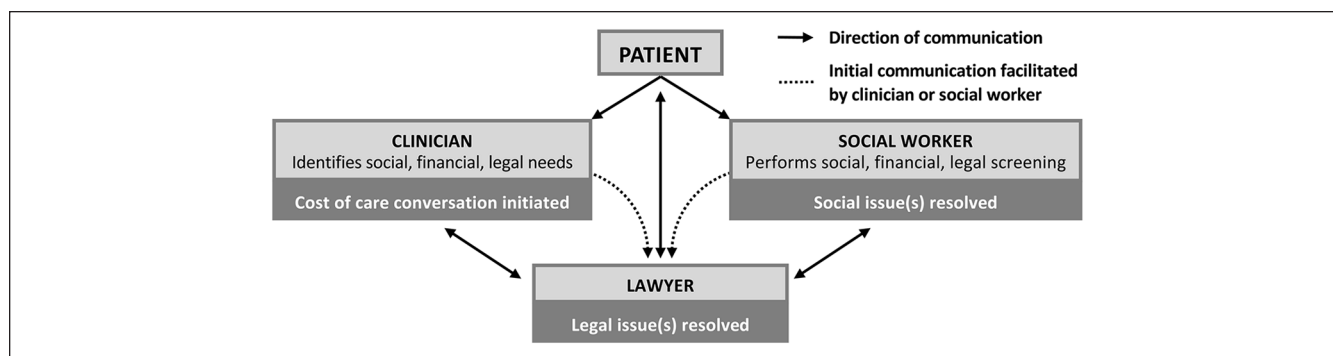 PATIENT
Direction of communication
Initial communication facilitated
by clinician or social worker
CLINICIAN
Identifies social, financial, legal needs
Cost of care conversation initiated
SOCIAL WORKER
Performs social, financial, legal screening
Social issue(s) resolved
LAWYER
Legal issue(s) resolved